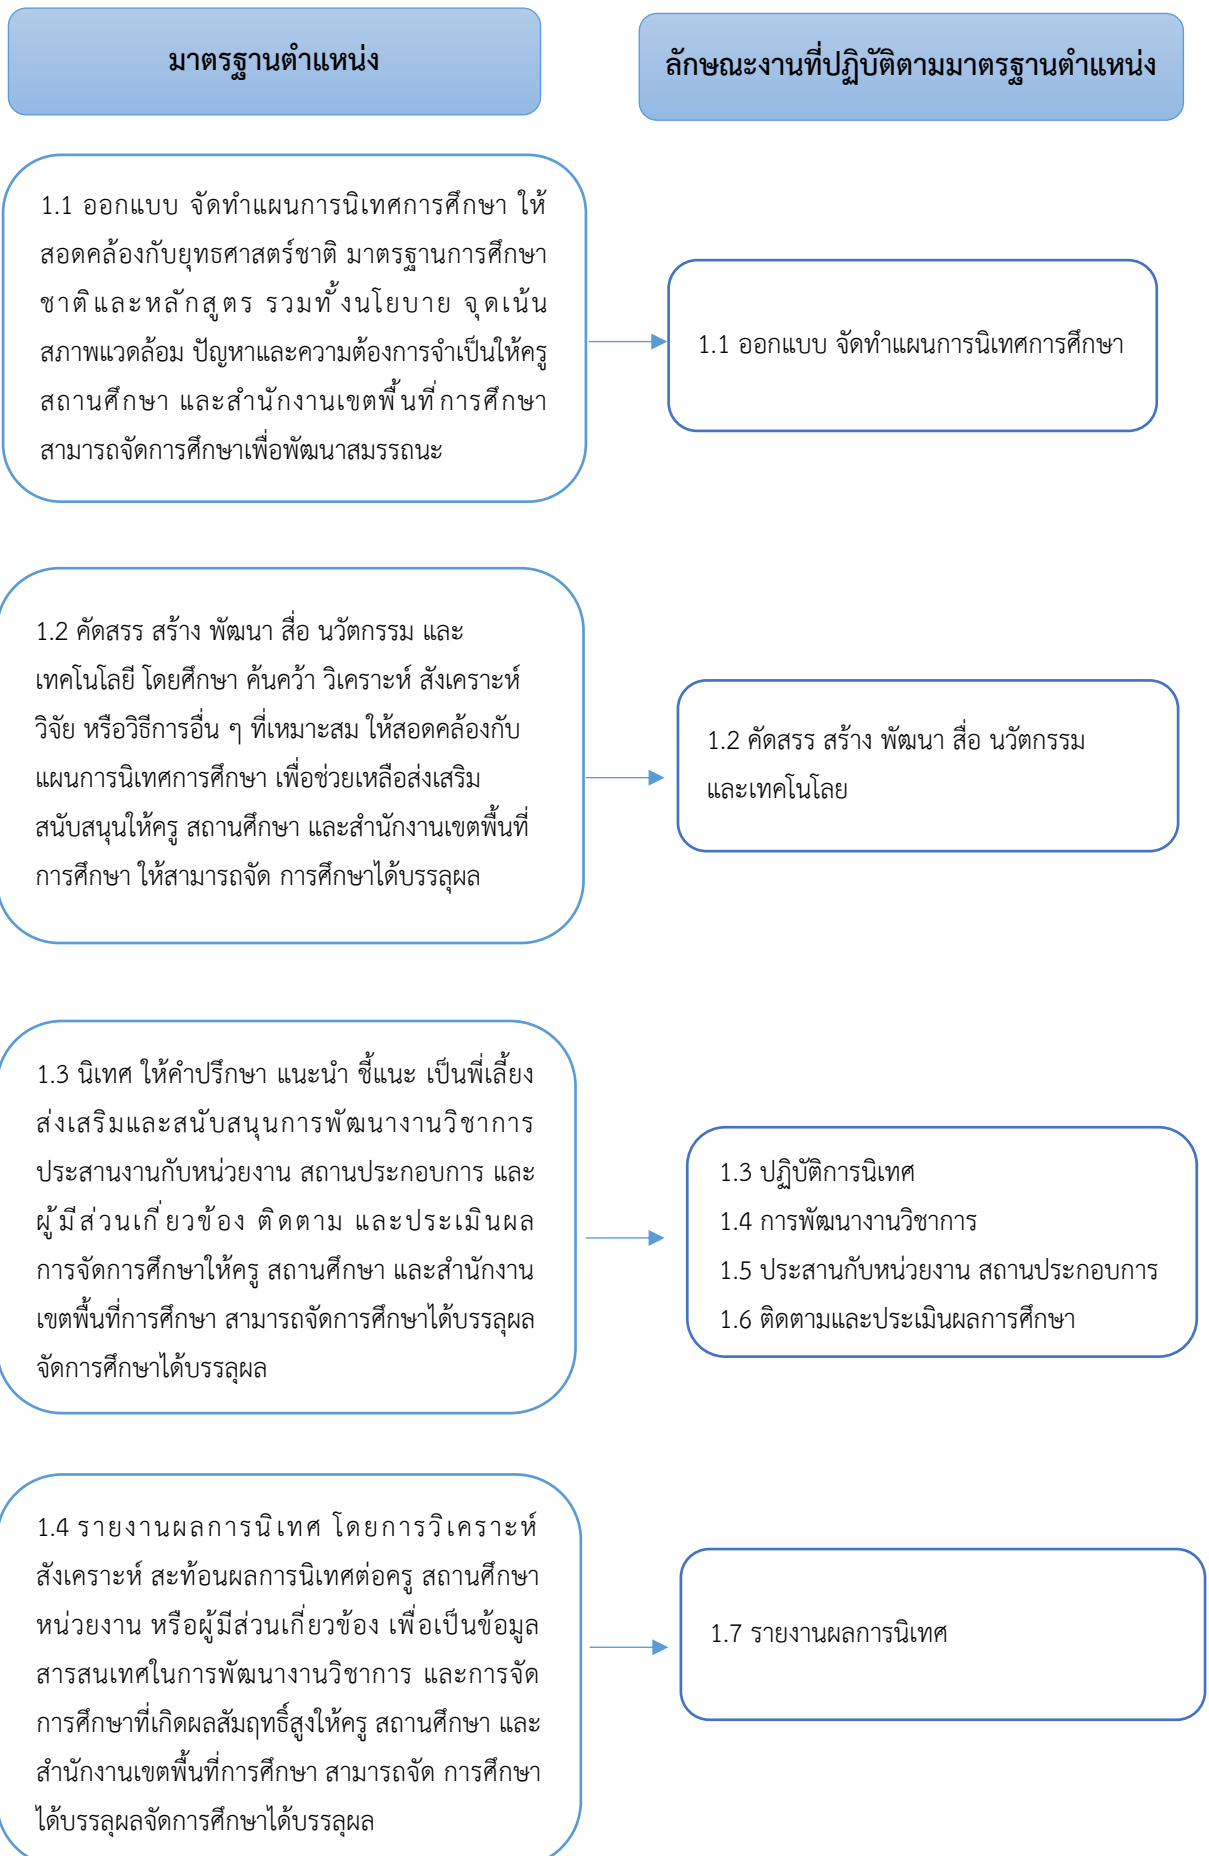 มาตรฐานตำแหน่ง
ลักษณะงานที่ปฏิบัติตามมาตรฐานตำแหน่ง
1.1 ออกแบบ จัดทำแผนการนิเทศการศึกษา ให้
สอดคล้องกับยุทธศาสตร์ชาติ มาตรฐานการศึกษา
ชาติและหลักสูตร รวมทั้งนโยบาย จุดเน้น
สภาพแวดล้อม ปัญหาและความต้องการจำเป็นให้ครู
สถานศึกษา และสำนักงานเขตพื้นที่การศึกษา
สามารถจัดการศึกษาเพื่อพัฒนาสมรรถนะ
1.1 ออกแบบ จัดทำแผนการนิเทศการศึกษา
1.2 คัดสรร สร้าง พัฒนา สื่อ นวัตกรรม และ
เทคโนโลยี โดยศึกษา ค้นคว้า วิเคราะห์ สังเคราะห์
วิจัย หรือวิธีการอื่น ๆ ที่เหมาะสม ให้สอดคล้องกับ
แผนการนิเทศการศึกษา เพื่อช่วยเหลือส่งเสริม
สนับสนุนให้ครู สถานศึกษา และสำนักงานเขตพื้นที่
การศึกษา ให้สามารถจัด การศึกษาได้บรรลุผล
1.2 คัดสรร สร้าง พัฒนา สื่อ นวัตกรรม
และเทคโนโลย
1.3 นิเทศ ให้คำปรึกษา แนะนำ ชี้แนะ เป็นพี่เลี้ยง
ส่งเสริมและสนับสนุนการพัฒนางานวิชาการ
ประสานงานกับหน่วยงาน สถานประกอบการ และ
ผู้มีส่วนเกี่ยวข้อง ติดตาม และประเมินผล
การจัดการศึกษาให้ครู สถานศึกษา และสำนักงาน
เขตพื้นที่การศึกษา สามารถจัดการศึกษาได้บรรลุผล
จัดการศึกษาได้บรรลุผล
1.3 ปฏิบัติการนิเทศ
1.4 การพัฒนางานวิชาการ
1.5 ประสานกับหน่วยงาน สถานประกอบการ
1.6 ติดตามและประเมินผลการศึกษา
1.4 รายงานผลการนิเทศ โดยการวิเคราะห์
สังเคราะห์ สะท้อนผลการนิเทศต่อครู สถานศึกษา
หน่วยงาน หรือผู้มีส่วนเกี่ยวข้อง เพื่อเป็นข้อมูล
สารสนเทศในการพัฒนางานวิชาการ และการจัด
การศึกษาที่เกิดผลสัมฤทธิ์สูงให้ครู สถานศึกษา และ
สำนักงานเขตพื้นที่การศึกษา สามารถจัด การศึกษา
ได้บรรลุผลจัดการศึกษาได้บรรลุผล
1.7 รายงานผลการนิเทศ